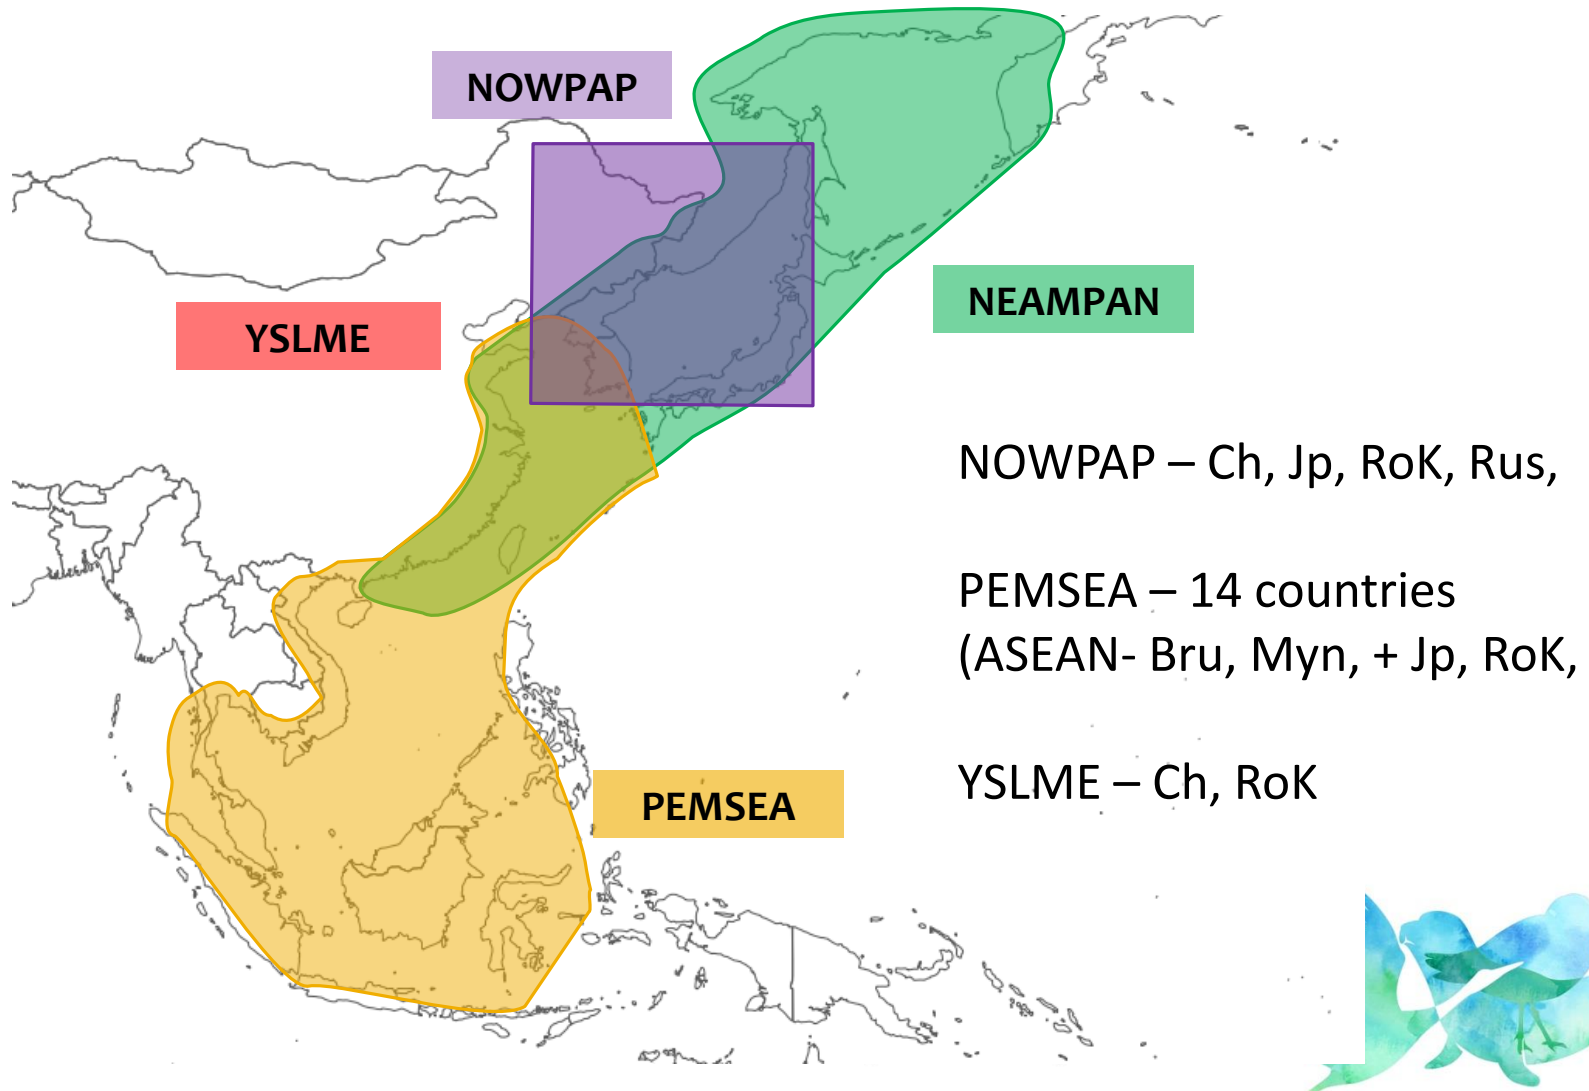 NOWPAP
NEAMPAN
YSLME
NOWPAP – Ch, Jp, RoK, Rus,
PEMSEA – 14 countries
(ASEAN- Bru, Myn, + Jp, RoK,
YSLME – Ch, RoK
PEMSEA